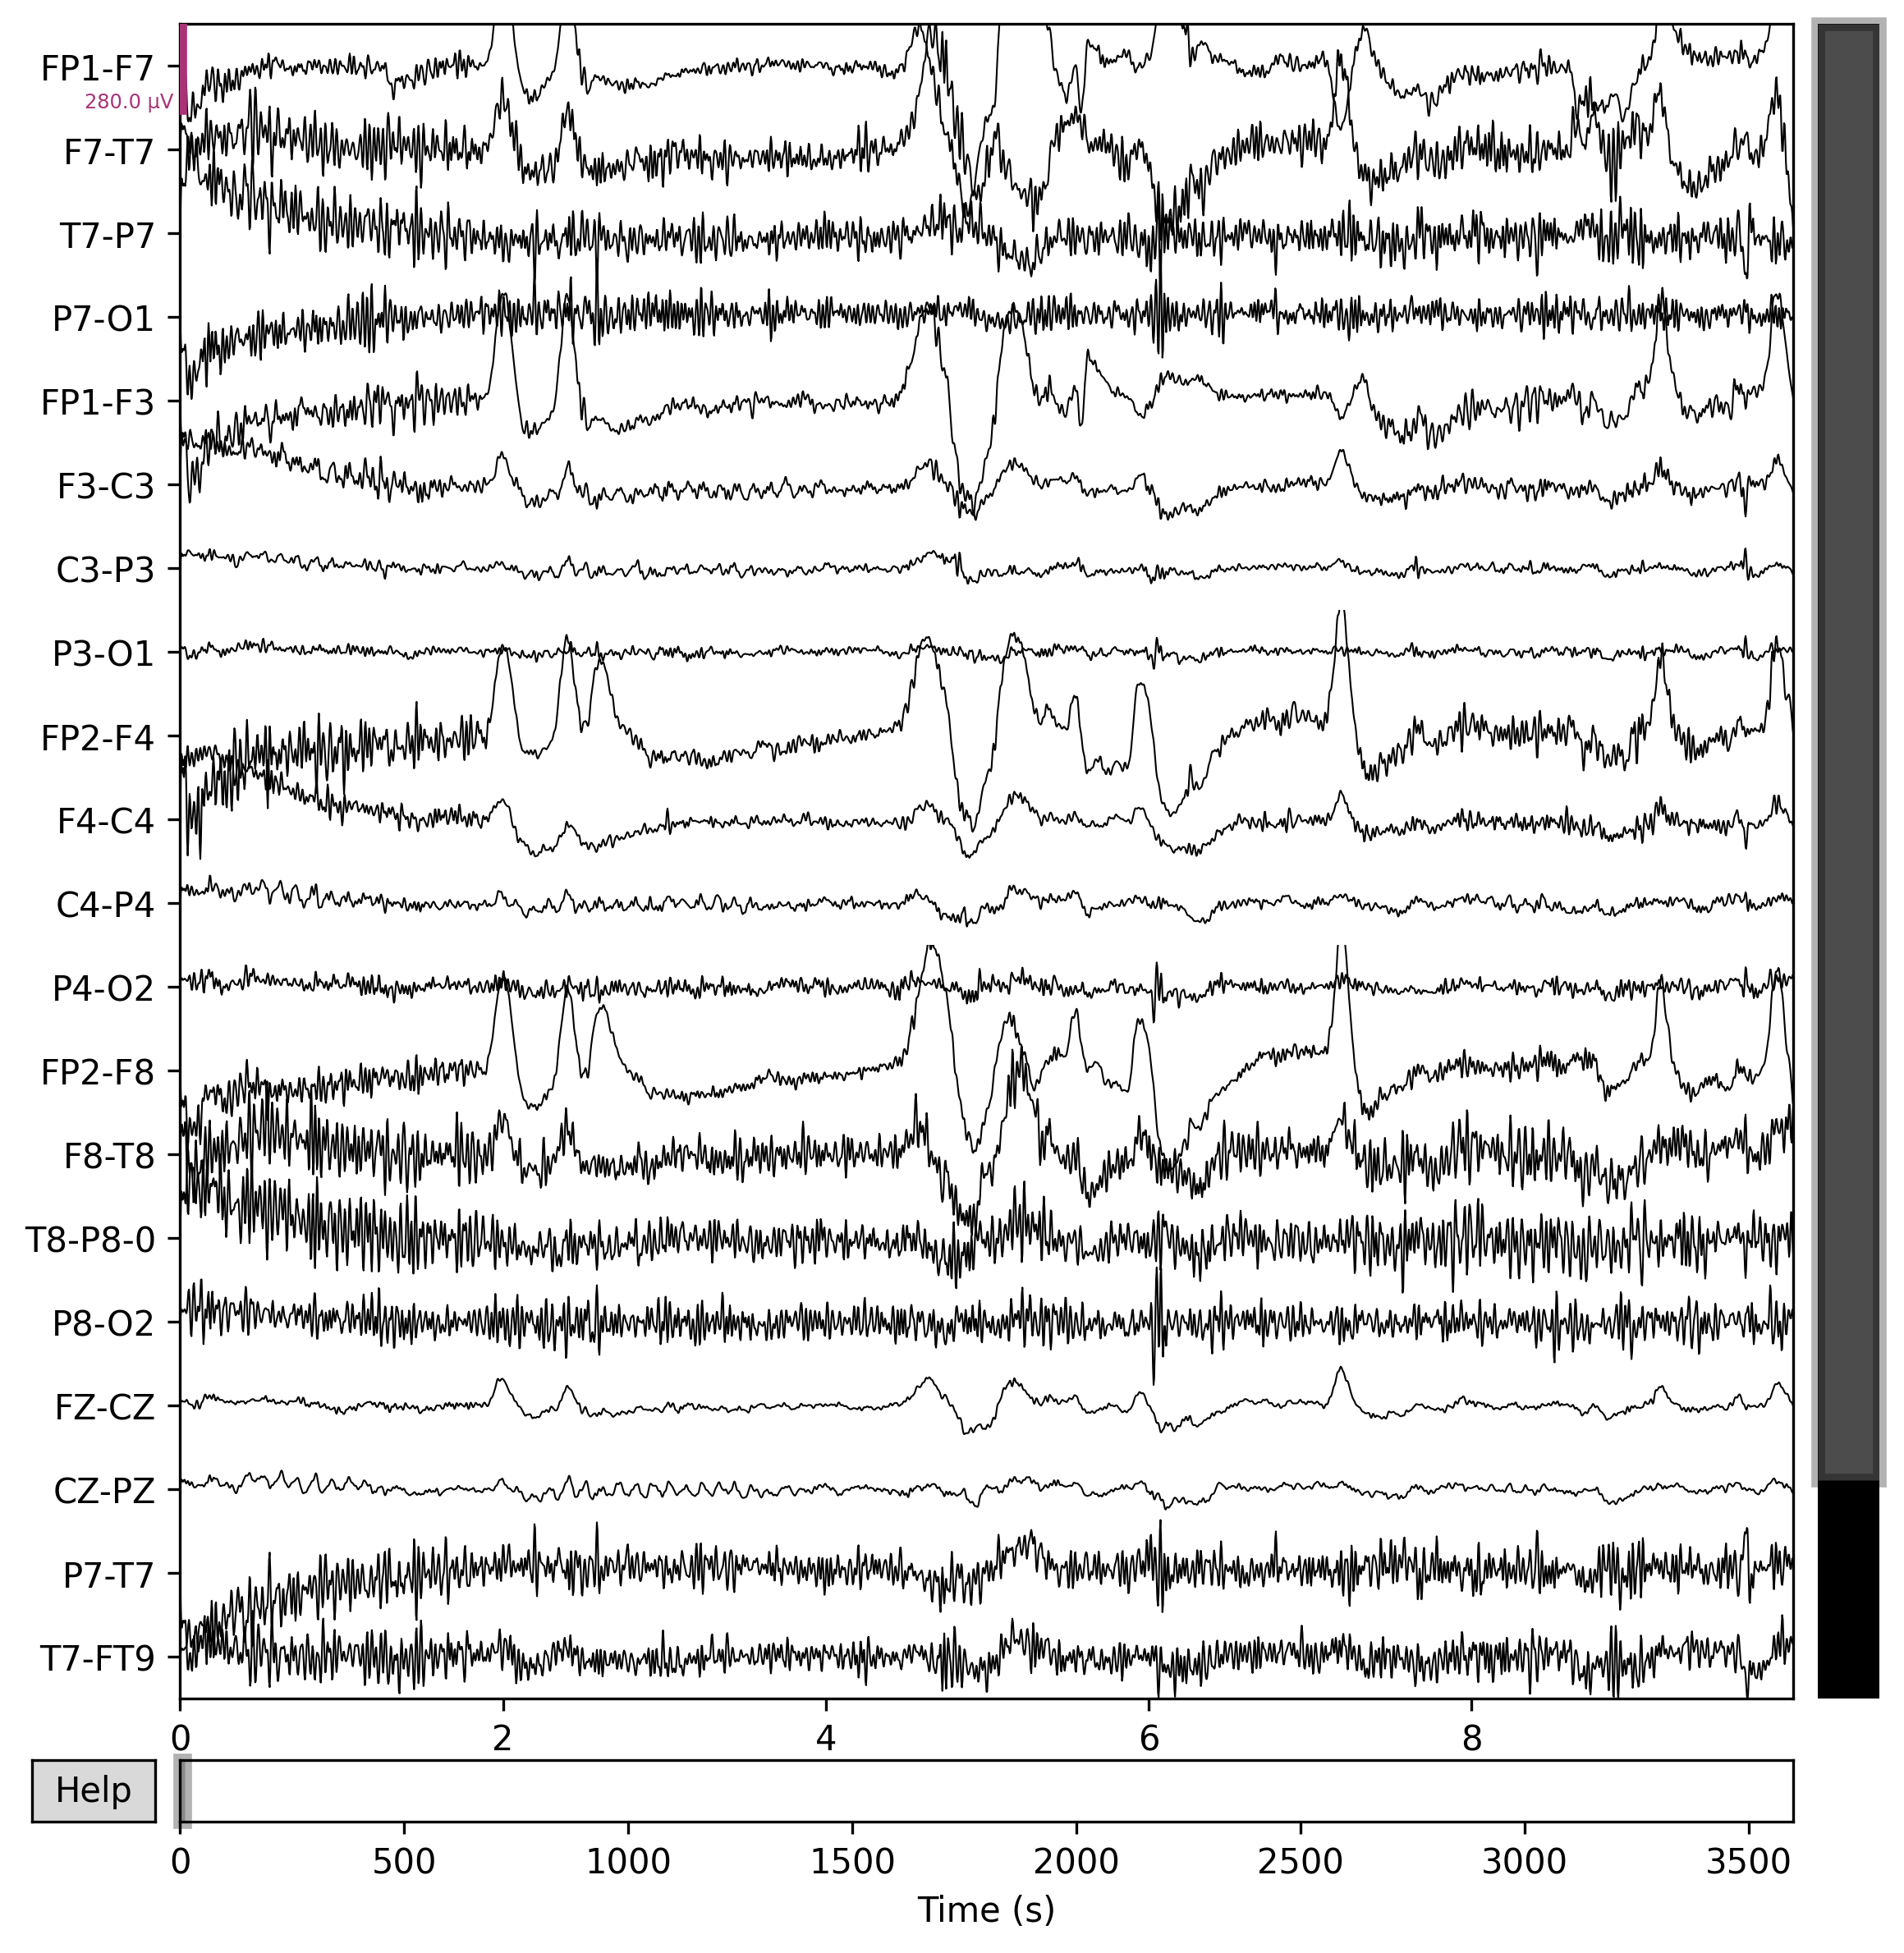 FP1-F7
280.0 µV
F7-T7
T7-P7
P7-O1
FP1-F3
F3-C3
C3-P3
P3-O1
FP2-F4
F4-C4
C4-P4
P4-O2
FP2-F8
F8-T8
T8-P8-0
P8-O2
FZ-CZ
CZ-PZ
P7-T7
T7-FT9
0 2 4 6 8
Help
0 500 1000 1500 2000 2500 3000 3500
Time (s)